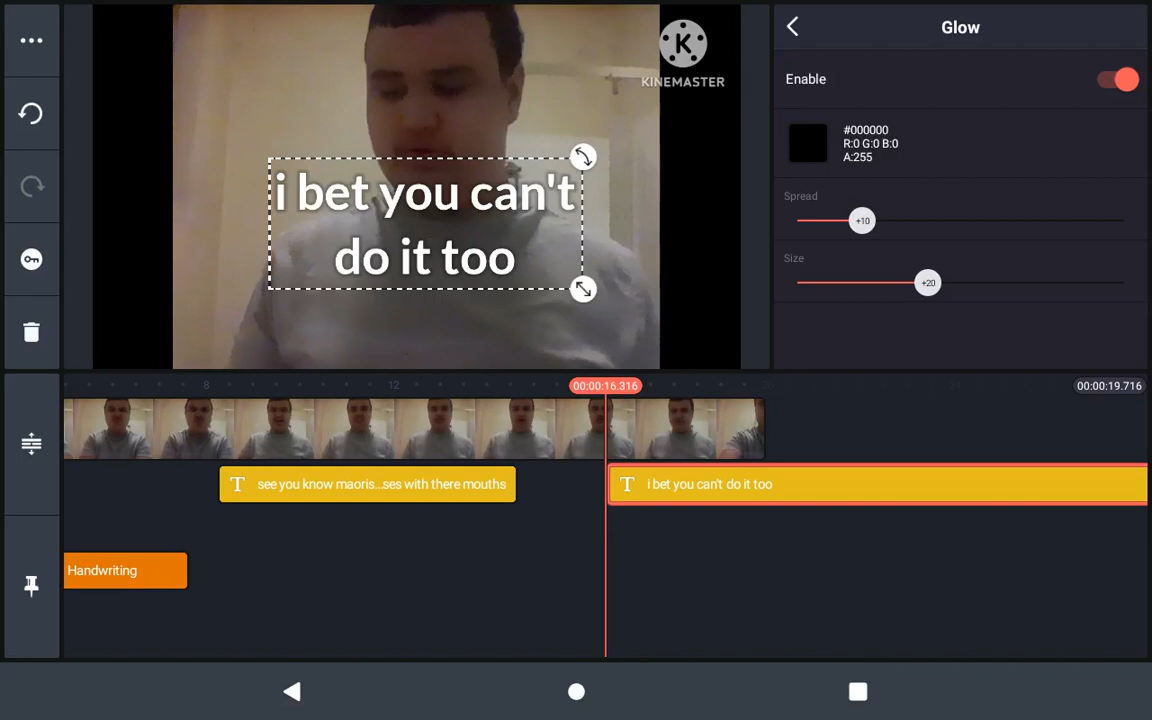 KINEMASTER
i bet you can't
do it too
Glow
Enable
#000000
R:0 G:0 B:0
A:255
Spread
+10
Size
+20
8
12
00:00:16.316
00:00:19.716
T see you know maoris...ses with there mouths
T i bet you can't do it too
Handwriting